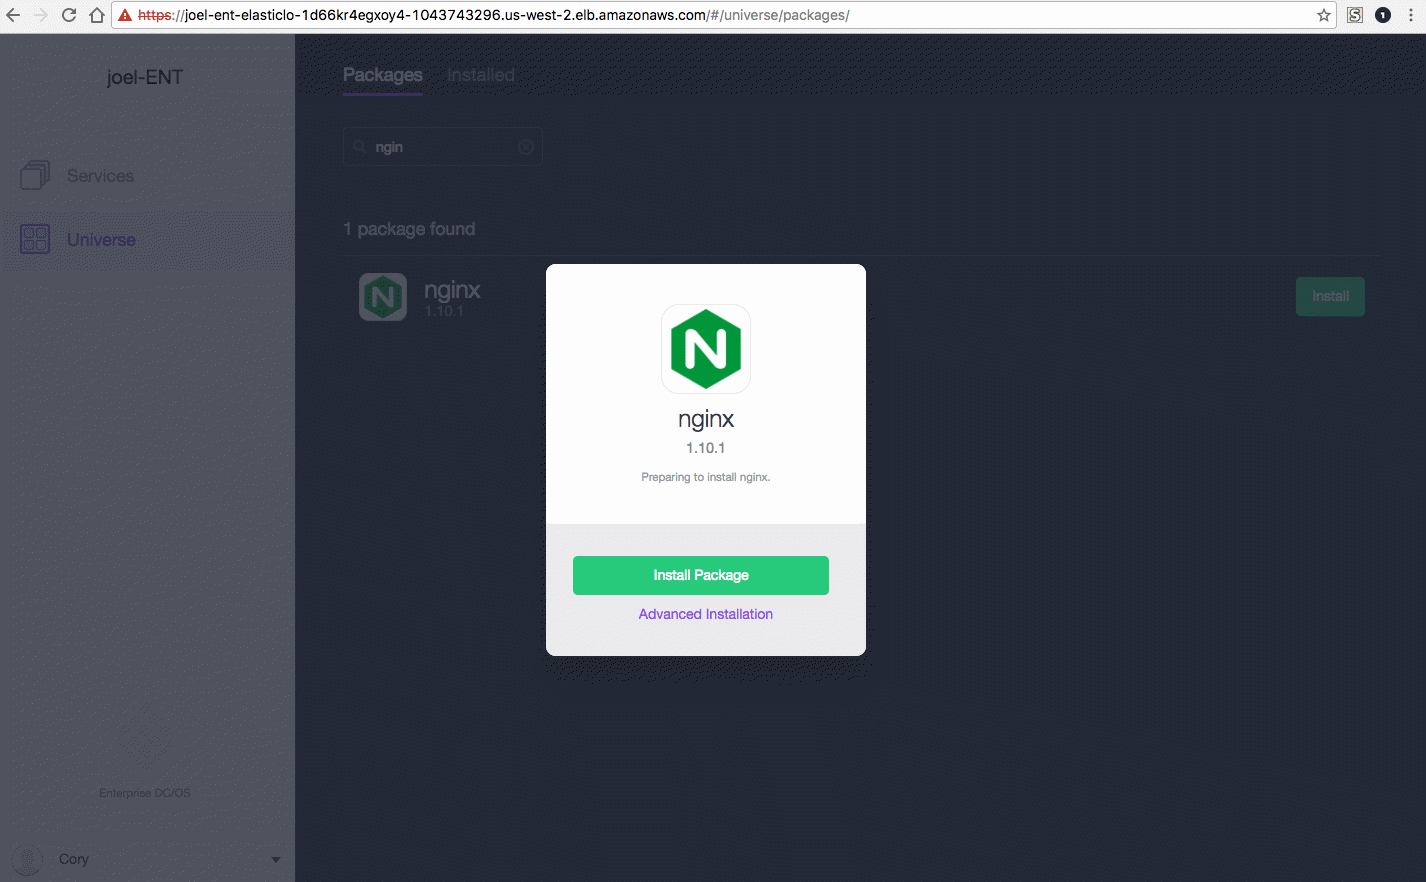 https://joel-ent-elasticlo-1d66kr4egxoy4-1043743296.us-west-2.elb.amazonaws.com/#/universe/packages/
S
1
joel-ENT
Packages Installed
ngin
Services
1 package found
Universe
nginx
1.10.1
Install
N
N
nginx
1.10.1
Preparing to install nginx.
Install Package
Advanced Installation
Enterprise DC/OS
Cory